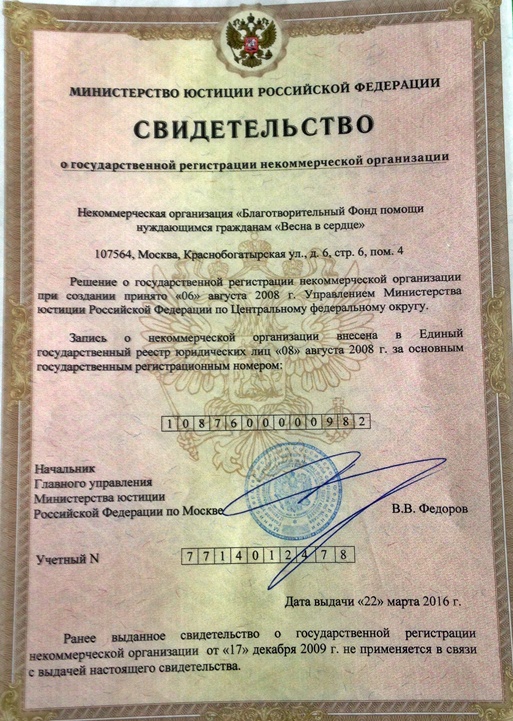 МИНИСТЕРСТВО ЮСТИЦИИ РОССИЙСКОЙ ФЕДЕРАЦИИ
СВИДЕТЕЛЬСТВО
о государственной регистрации некоммерческой организации
Некоммерческая организация «Благотворительный Фонд помощи
нуждающимся гражданам «Весна в сердце»
107564, Москва, Краснобогатырская ул., д. 6, стр. 6, пом. 4
Решение о государственной регистрации некоммерческой организации
при создании принято «06» августа 2008 г. Управлением Министерства
юстиции Российской Федерации по Центральному федеральному округу.
Запись о некоммерческой организации внесена в Единый
государственный реестр юридических лиц «08» августа 2008 г. за основным
государственным регистрационным номером:
1087600000982
Начальник
Главного управления
Министерства юстиции
Российской Федерации по Москве
В.В. Федоров
Учетный N
7714012478
Дата выдачи «22» марта 2016 г.
Ранее выданное свидетельство о государственной регистрации
некоммерческой организации от «17» декабря 2009 г. не применяется в связи
с выдачей настоящего свидетельства.